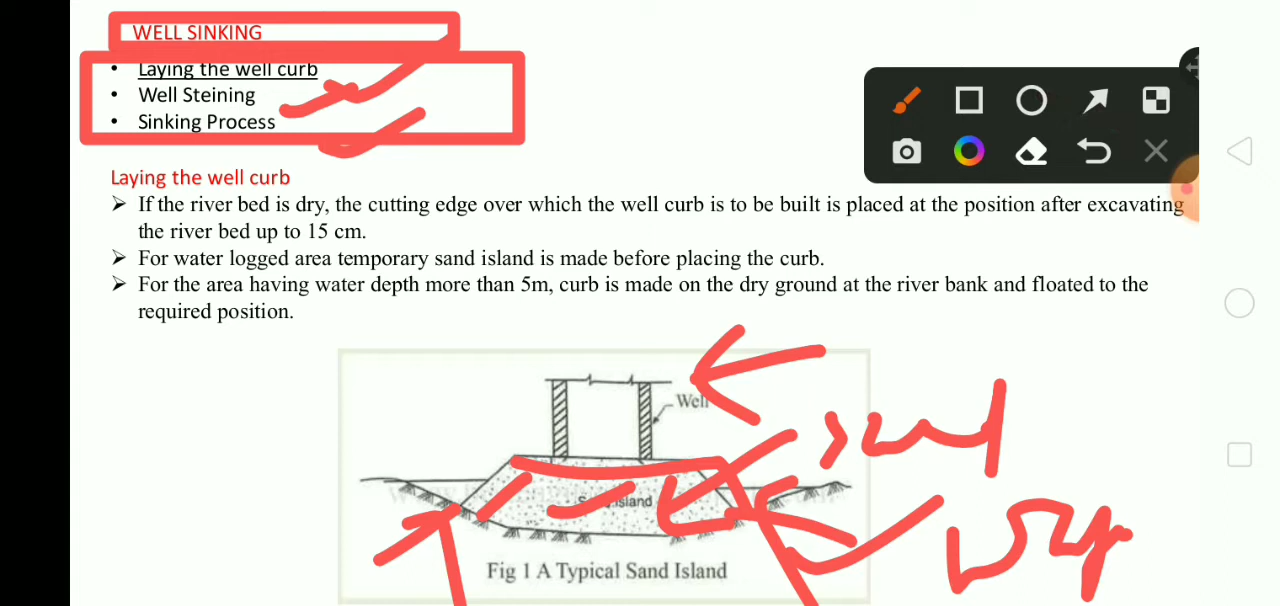 WELL SINKING
• Laying the well curb
• Well Steining
• Sinking Process
Laying the well curb
➢ If the river bed is dry, the cutting edge over which the well curb is to be built is placed at the position after excavating
the river bed up to 15 cm.
➢ For water logged area temporary sand island is made before placing the curb.
➢ For the area having water depth more than 5m, curb is made on the dry ground at the river bank and floated to the
required position.
Well
sand
island
Fig 1 A Typical Sand Island